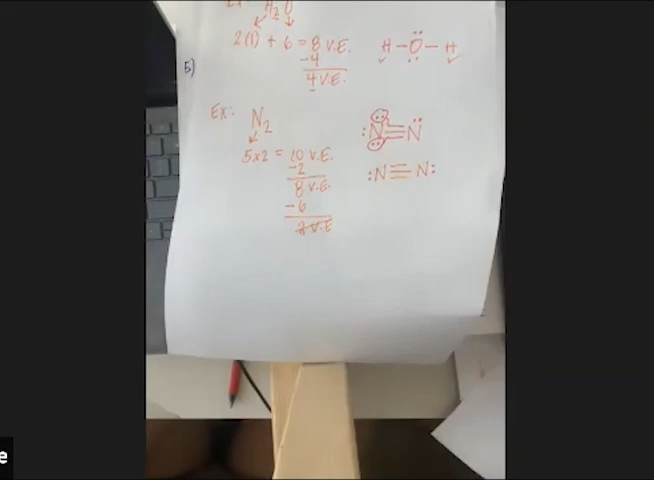 H2O
2(1) + 6 = 8 V.E.
-4
4 V.E.
H-O-H
5)
EX: N2
5x2 = 10 V.E.
-2
8 V.E.
-6
2 V.E
:N≡N
:N≡N:
e